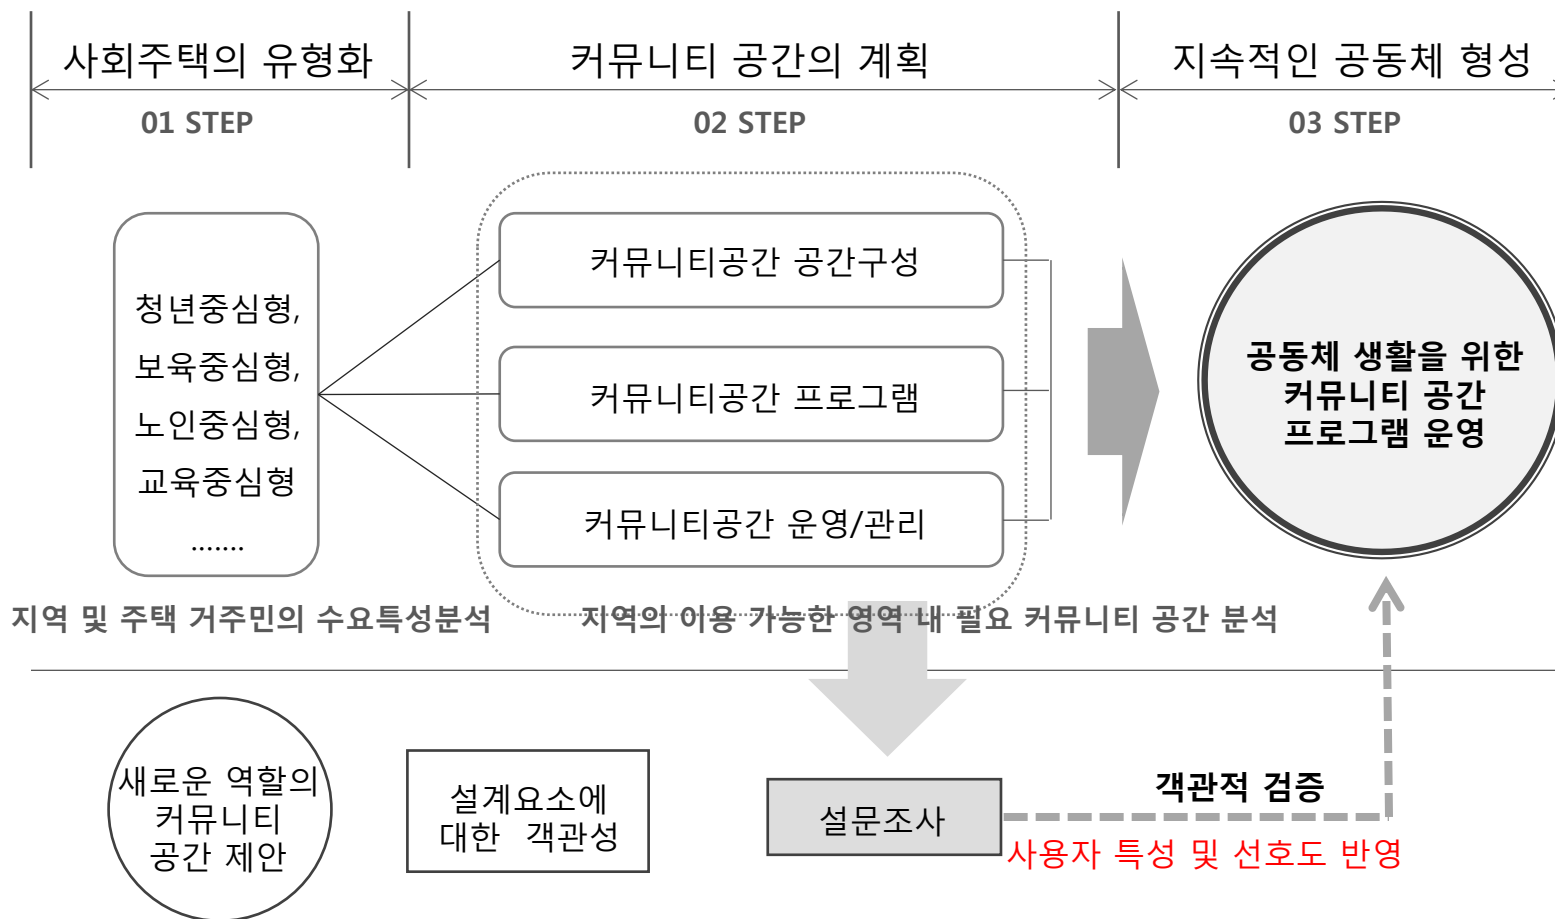 사회주택의 유형화
커뮤니티 공간의 계획
지속적인 공동체 형성
01 STEP
02 STEP
03 STEP
청년중심형,
보육중심형,
노인중심형,
교육중심형
.......
커뮤니티공간 공간구성
커뮤니티공간 프로그램
커뮤니티공간 운영/관리
공동체 생활을 위한
커뮤니티 공간
프로그램 운영
지역 및 주택 거주민의 수요특성분석
지역의 이용 가능한 영역 내 필요 커뮤니티 공간 분석
새로운 역할의
커뮤니티
공간 제안
설계요소에
대한 객관성
설문조사
객관적 검증
사용자 특성 및 선호도 반영